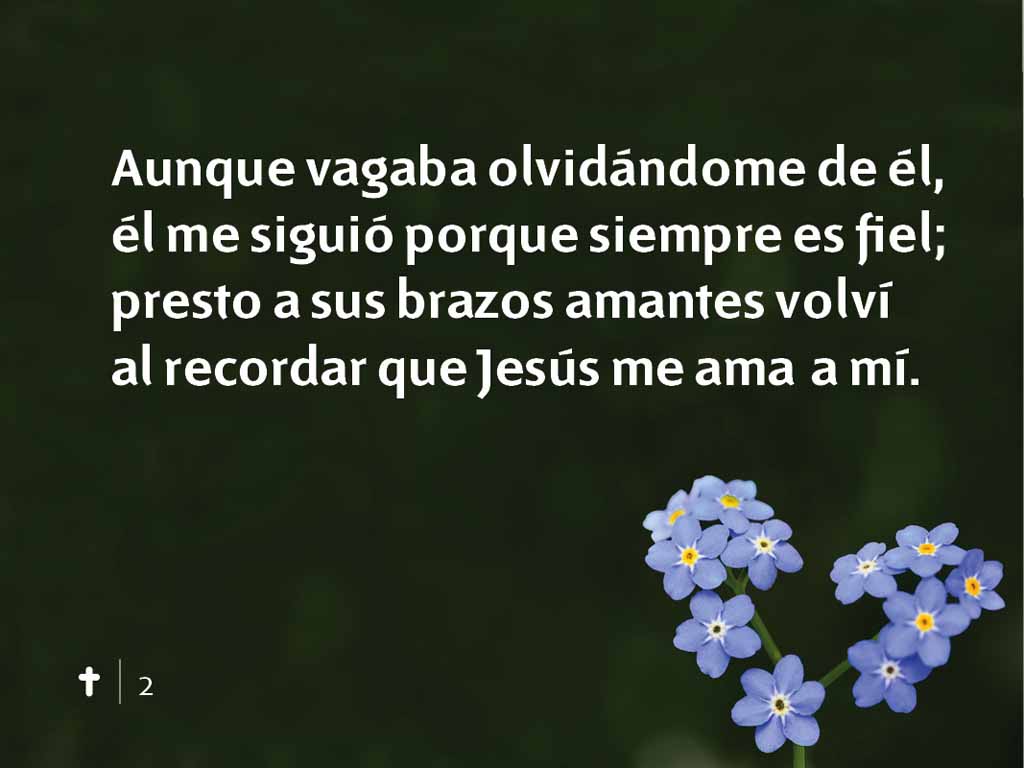 Aunque vagaba olvidándome de él,
él me siguió porque siempre es fiel;
presto a sus brazos amantes volví
al recordar que Jesús me ama a mí.
2